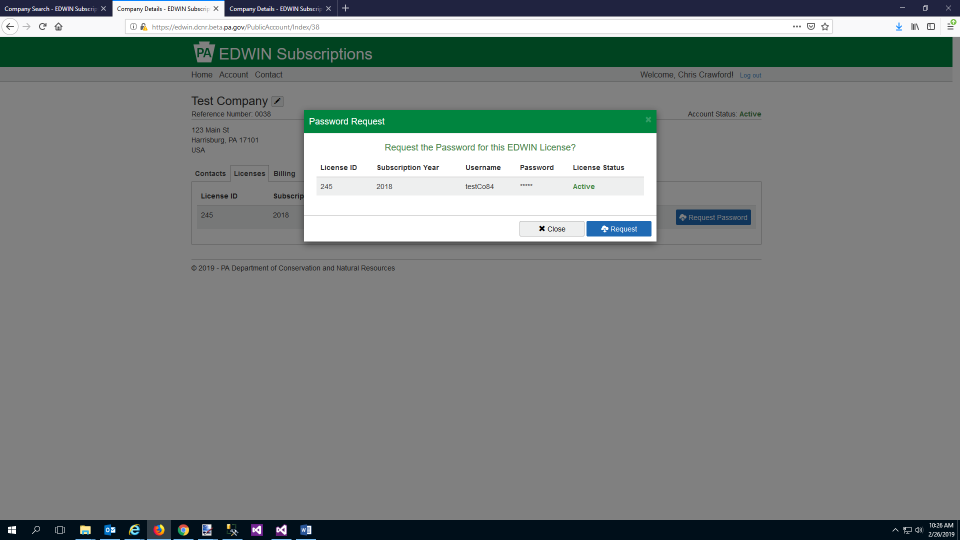 Company Search - EDWIN Subscrip
Company Details - EDWIN Subscrip
Company Details - EDWIN Subscrip
https://edwin.dcnr.beta.pa.gov/PublicAccount/Index/38
PA EDWIN Subscriptions
Home Account Contact
Welcome, Chris Crawford! Log out
Test Company
Reference Number: 0038
Account Status: Active
123 Main St
Harrisburg, PA 17101
USA
Contacts Licenses Billing
License ID Subscrip
245 2018
Request Password
Password Request
Request the Password for this EDWIN License?
License ID Subscription Year Username Password License Status
245 2018 testCo84 ***** Active
Close Request
© 2019 - PA Department of Conservation and Natural Resources
10:26 AM
2/26/2019